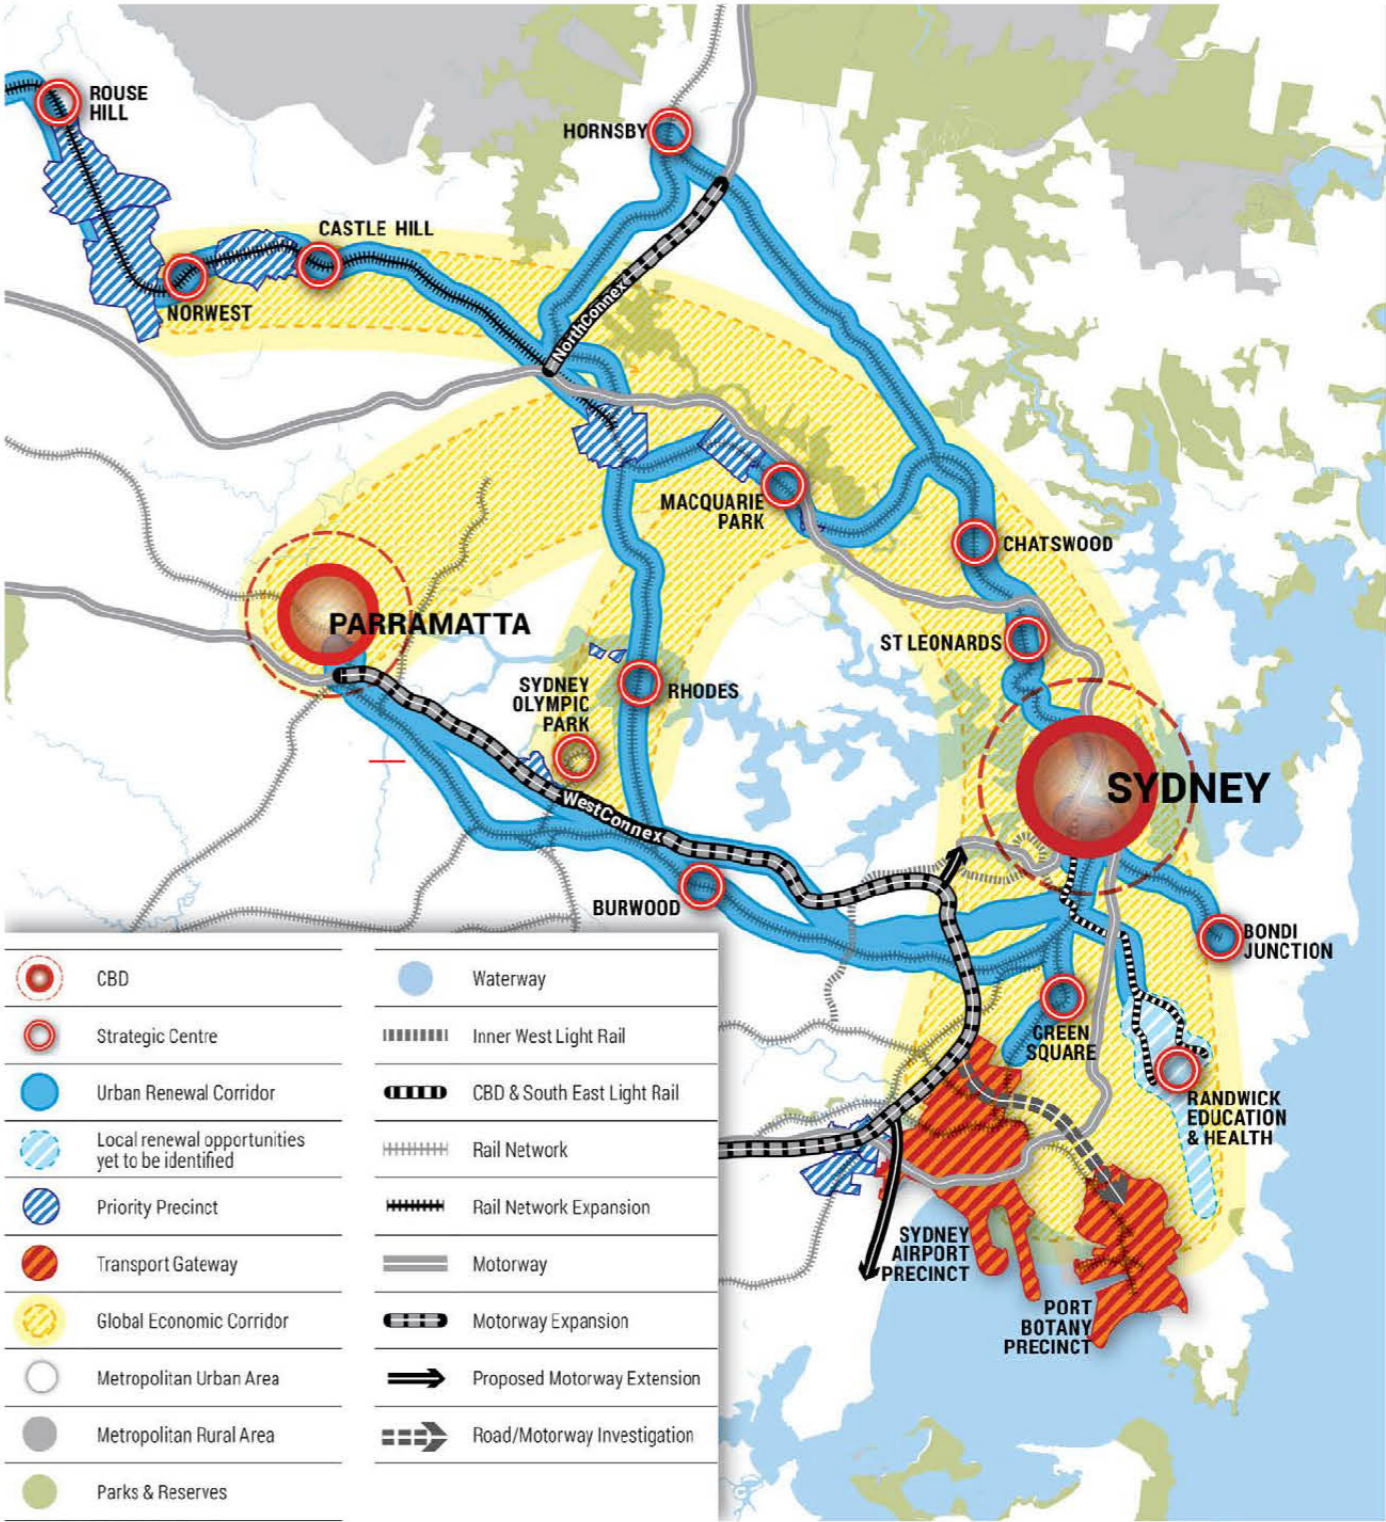 ROUSE
HILL
HORNSBY
CASTLE HILL
NORWEST
NorthConnex
MACQUARIE
PARK
CHATSWOOD
PARRAMATTA
ST LEONARDS
SYDNEY
OLYMPIC
PARK
RHODES
SYDNEY
WestConnex
BURWOOD
BONDI
JUNCTION
GREEN
SQUARE
RANDWICK
EDUCATION
& HEALTH
SYDNEY
AIRPORT
PRECINCT
PORT
BOTANY
PRECINCT
CBD
Strategic Centre
Urban Renewal Corridor
Local renewal opportunities
yet to be identified
Priority Precinct
Transport Gateway
Global Economic Corridor
Metropolitan Urban Area
Metropolitan Rural Area
Parks & Reserves
Waterway
Inner West Light Rail
CBD & South East Light Rail
Rail Network
Rail Network Expansion
Motorway
Motorway Expansion
Proposed Motorway Extension
Road/Motorway Investigation